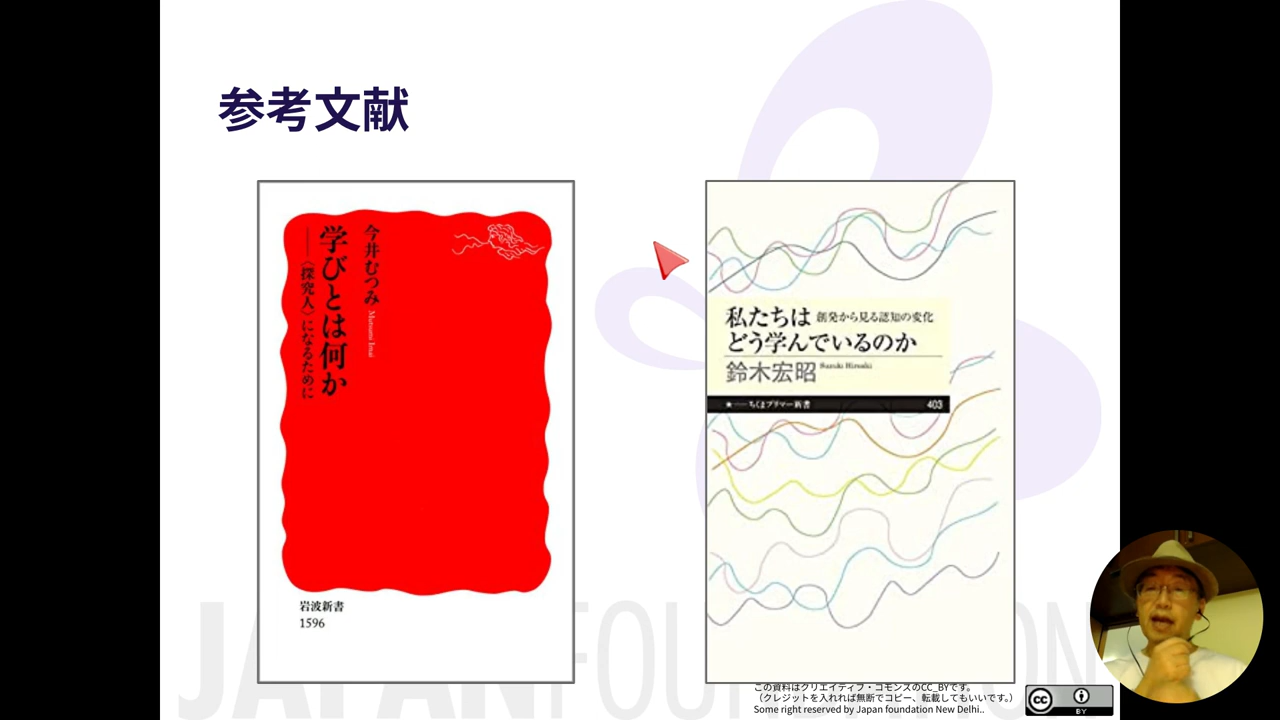 参考文献
今井むつみ Mutsumi Imai
学びとは何か
──〈探究人〉になるために
岩波新書
1596
私たちは 創発から見る認知の変化
どう学んでいるのか
鈴木宏昭 Suzuki Hiroaki
★──ちくまプリマー新書 403
JAPANFOUNDATION
この資料はクリエイティブ・コモンズのCC_BYです。
（クレジットを入れれば無断でコピー、転載してもいいです。）
Some right reserved by Japan foundation New Delhi..
cc
BY